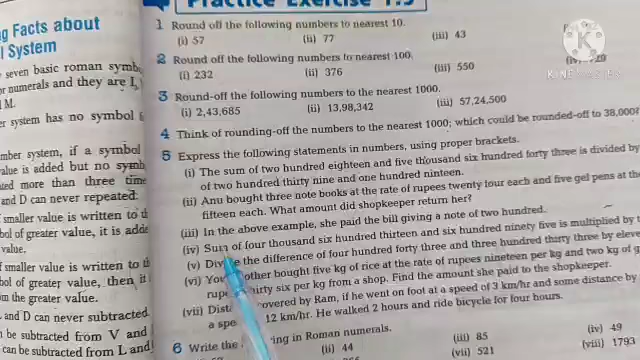 g Facts about
l System
seven basic roman symb
r numerals and they are I,
M.
er system has no symbol
mber system, if a symbol
value is added but no symb
ated more than three time
and D can never repeated.
f smaller value is written to th
bol of greater value, it is adde
value.
f smaller value is written to th
bol of greater value, then it
m the greater value.
and D can never subtracted
n be subtracted from V and
can be subtracted from L and
Practice Exercise 1.5
1 Round off the following numbers to nearest 10.
(i) 57 (ii) 77 (iii) 43
2 Round off the following numbers to nearest 100.
(i) 232 (ii) 376 (iii) 550 (iv)
3 Round-off the following numbers to the nearest 1000.
(i) 2,43,685 (ii) 13,98,342 (iii) 57,24,500
4 Think of rounding-off the numbers to the nearest 1000; which could be rounded-off to 38,000?
5 Express the following statements in numbers, using proper brackets.
(i) The sum of two hundred eighteen and five thousand six hundred forty three is divided by
of two hundred thirty nine and one hundred ninteen.
(ii) Anu bought three note books at the rate of rupees twenty four each and five gel pens at the
fifteen each. What amount did shopkeeper return her?
(iii) In the above example, she paid the bill giving a note of two hundred.
(iv) Sum of four thousand six hundred thirteen and six hundred ninety five is multiplied by t
(v) Divide the difference of four hundred forty three and three hundred thirty three by eleve
(vi) You other bought five kg of rice at the rate of rupees nineteen per kg and two kg of
rup thirty six per kg from a shop. Find the amount she paid to the shopkeeper.
(vii) Dista covered by Ram, if he went on foot at a speed of 3 km/hr and some distance by
a spe 12 km/hr. He walked 2 hours and ride bicycle for four hours.
6 Write the ing in Roman numerals.
(ii) 44 (iii) 85 (iv) 49
(vii) 521 (viii) 1793
KINEMASTER